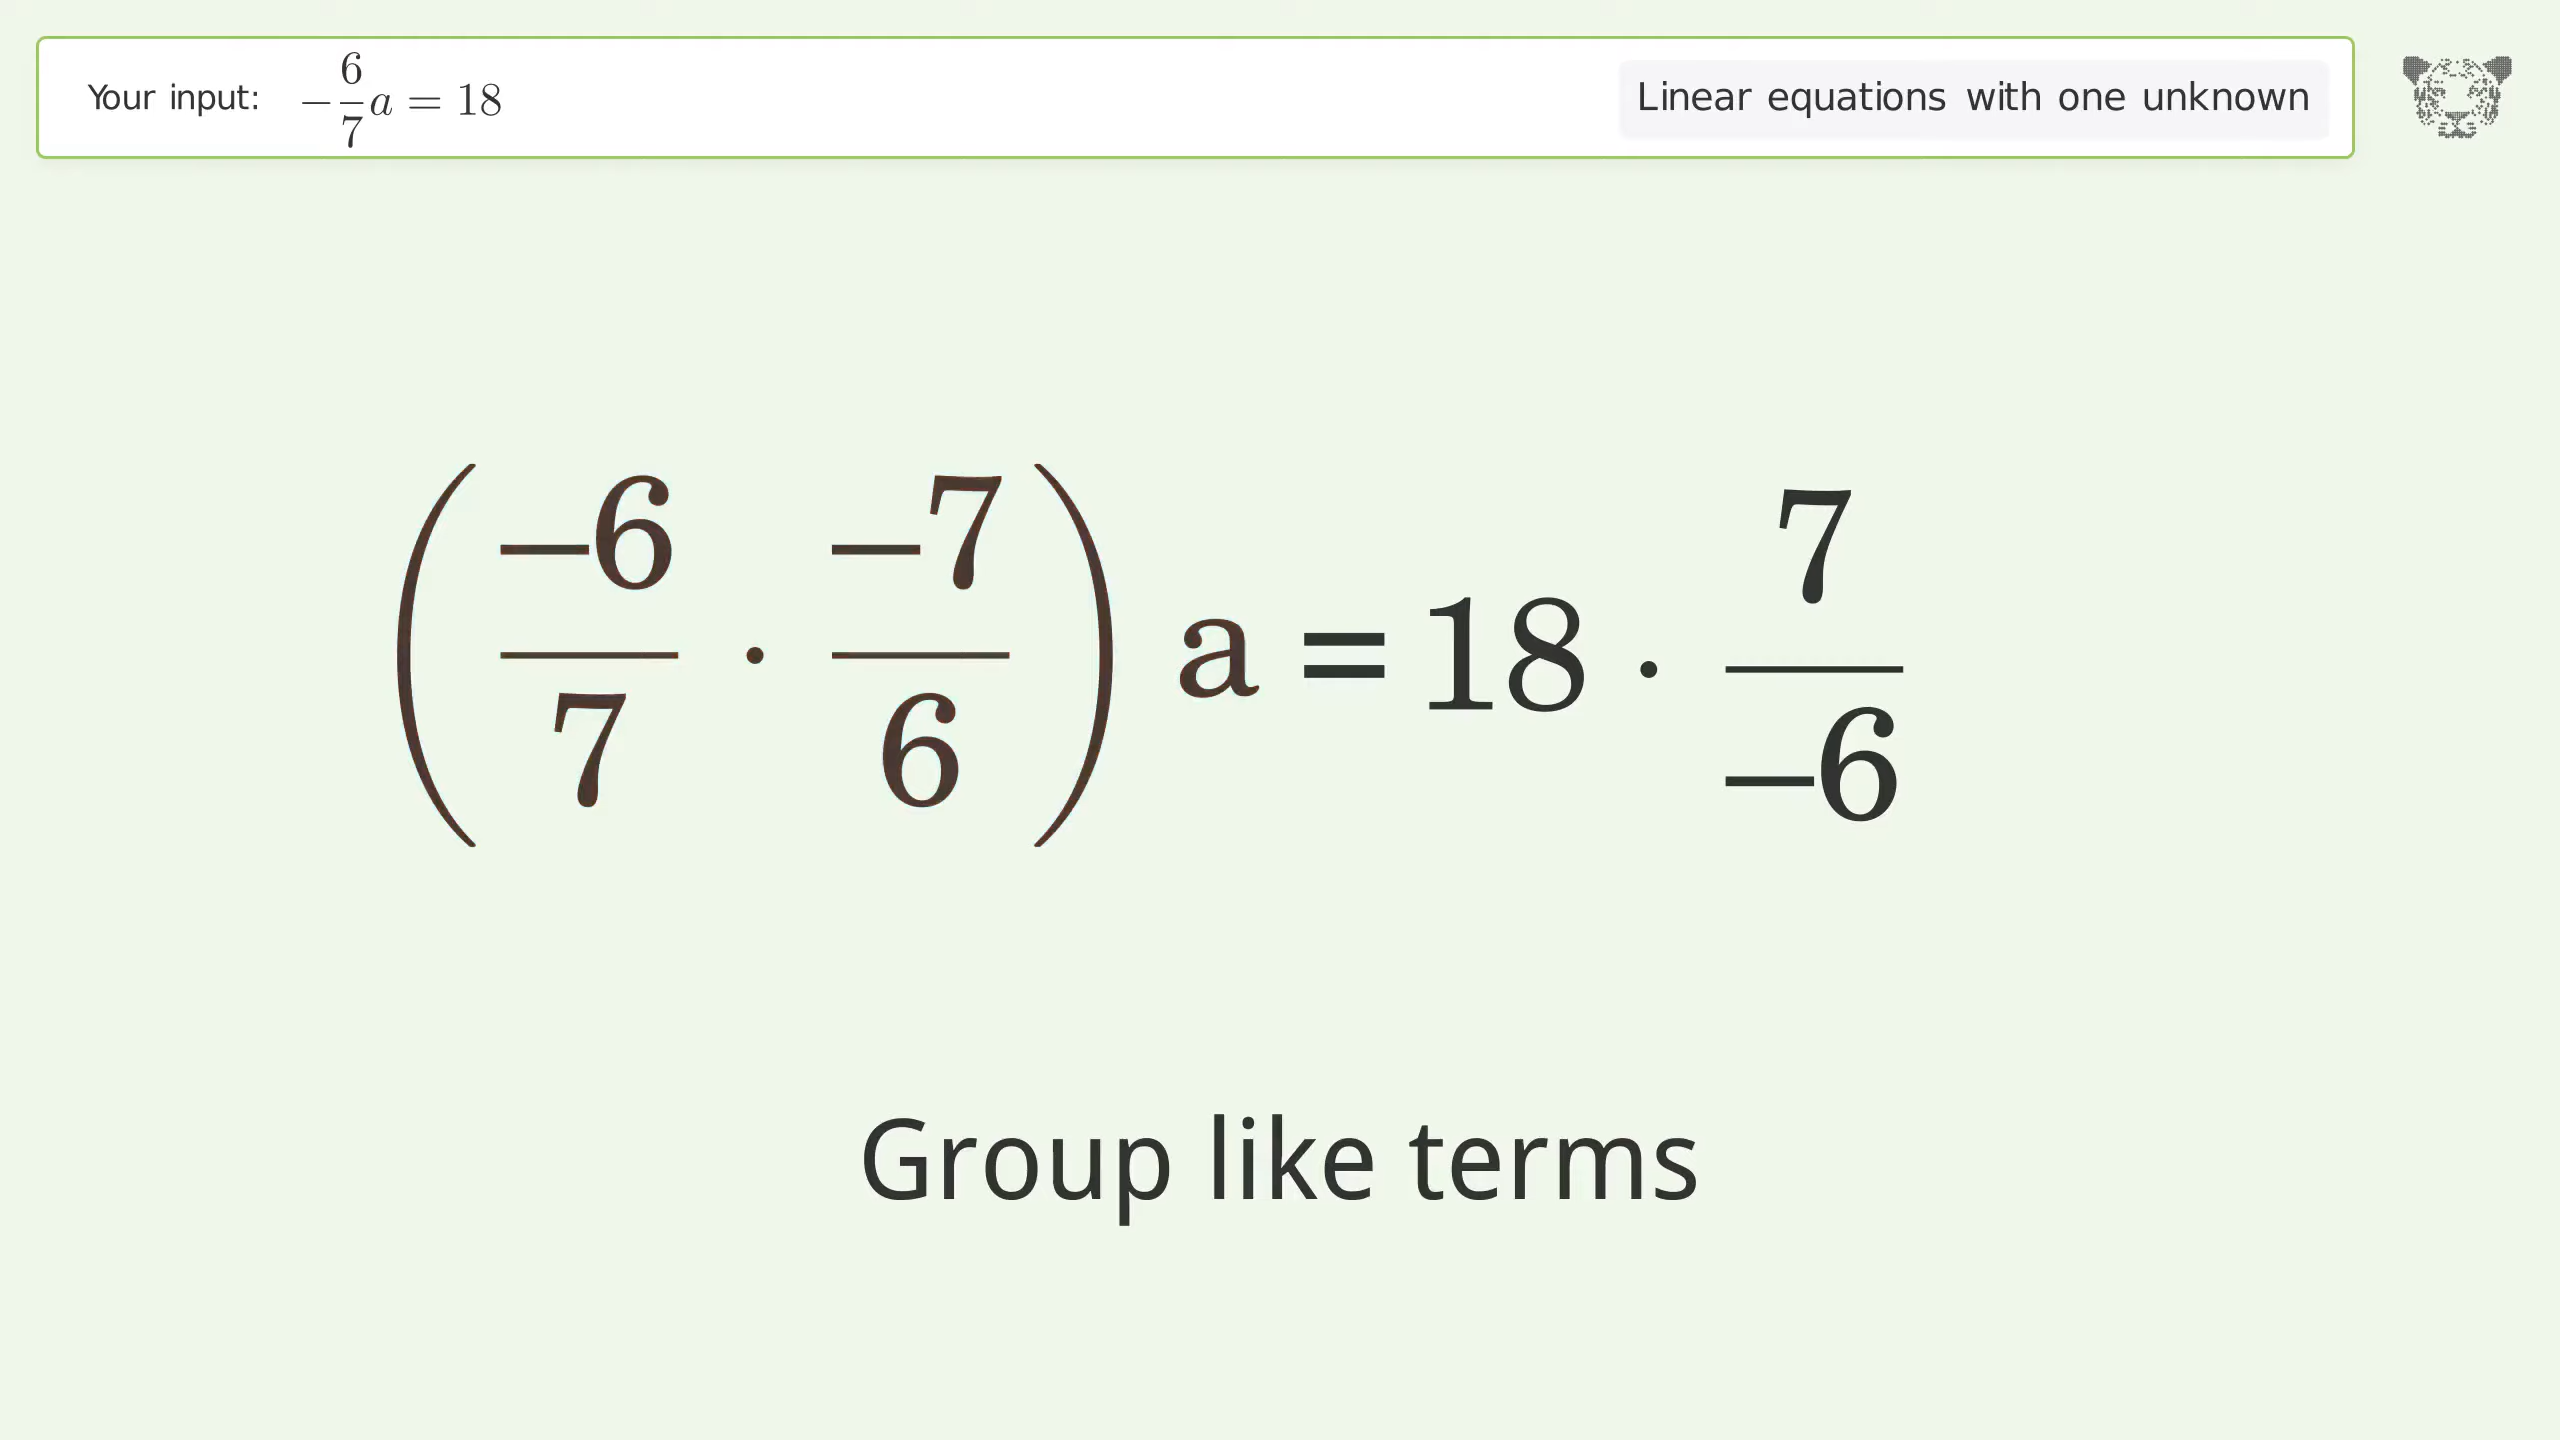 Your input: −6/7a = 18
Linear equations with one unknown
(−6/7 · −7/6) a = 18 · 7/−6
Group like terms